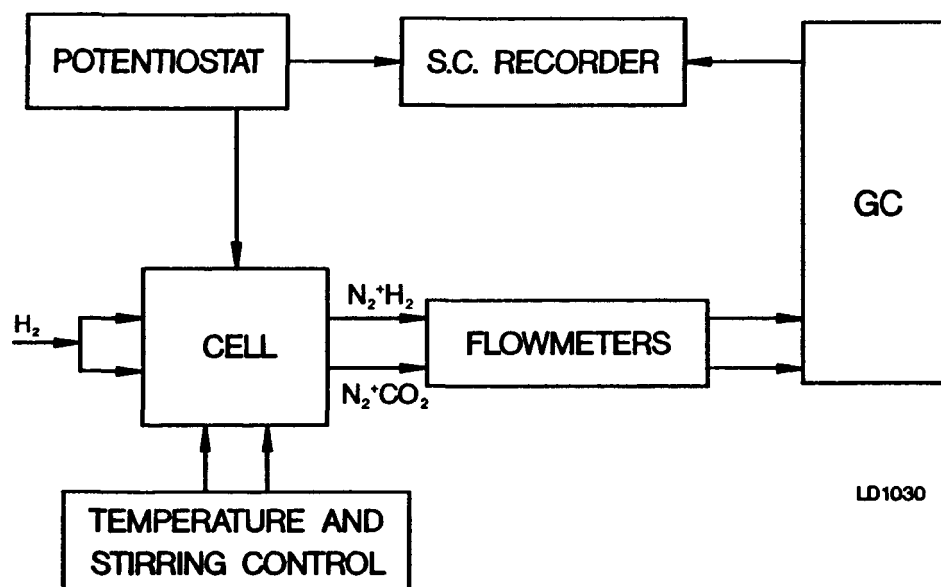 POTENTIOSTAT
S.C. RECORDER
GC
H₂
CELL
N₂+H₂
N₂+CO₂
FLOWMETERS
TEMPERATURE AND
STIRRING CONTROL
LD1030